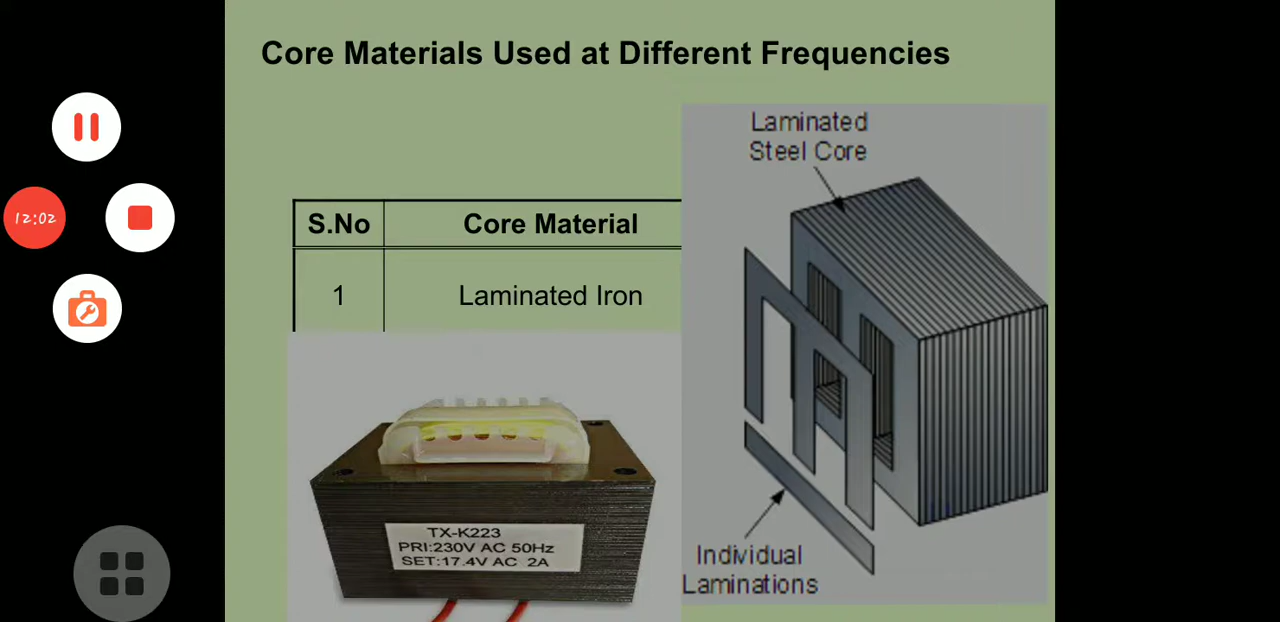 Core Materials Used at Different Frequencies
Laminated
Steel Core
S.No
Core Material
1
Laminated Iron
12:02
TX-K223
PRI:230V AC 50Hz
SET:17.4V AC 2A
Individual
Laminations